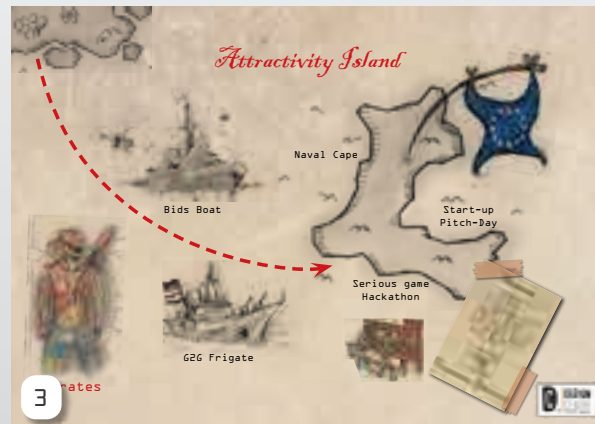 Attractivity Island
Naval Cape
Bids Boat
Start-up
Pitch-Day
Serious game
Hackathon
G2G Frigate
rates
3